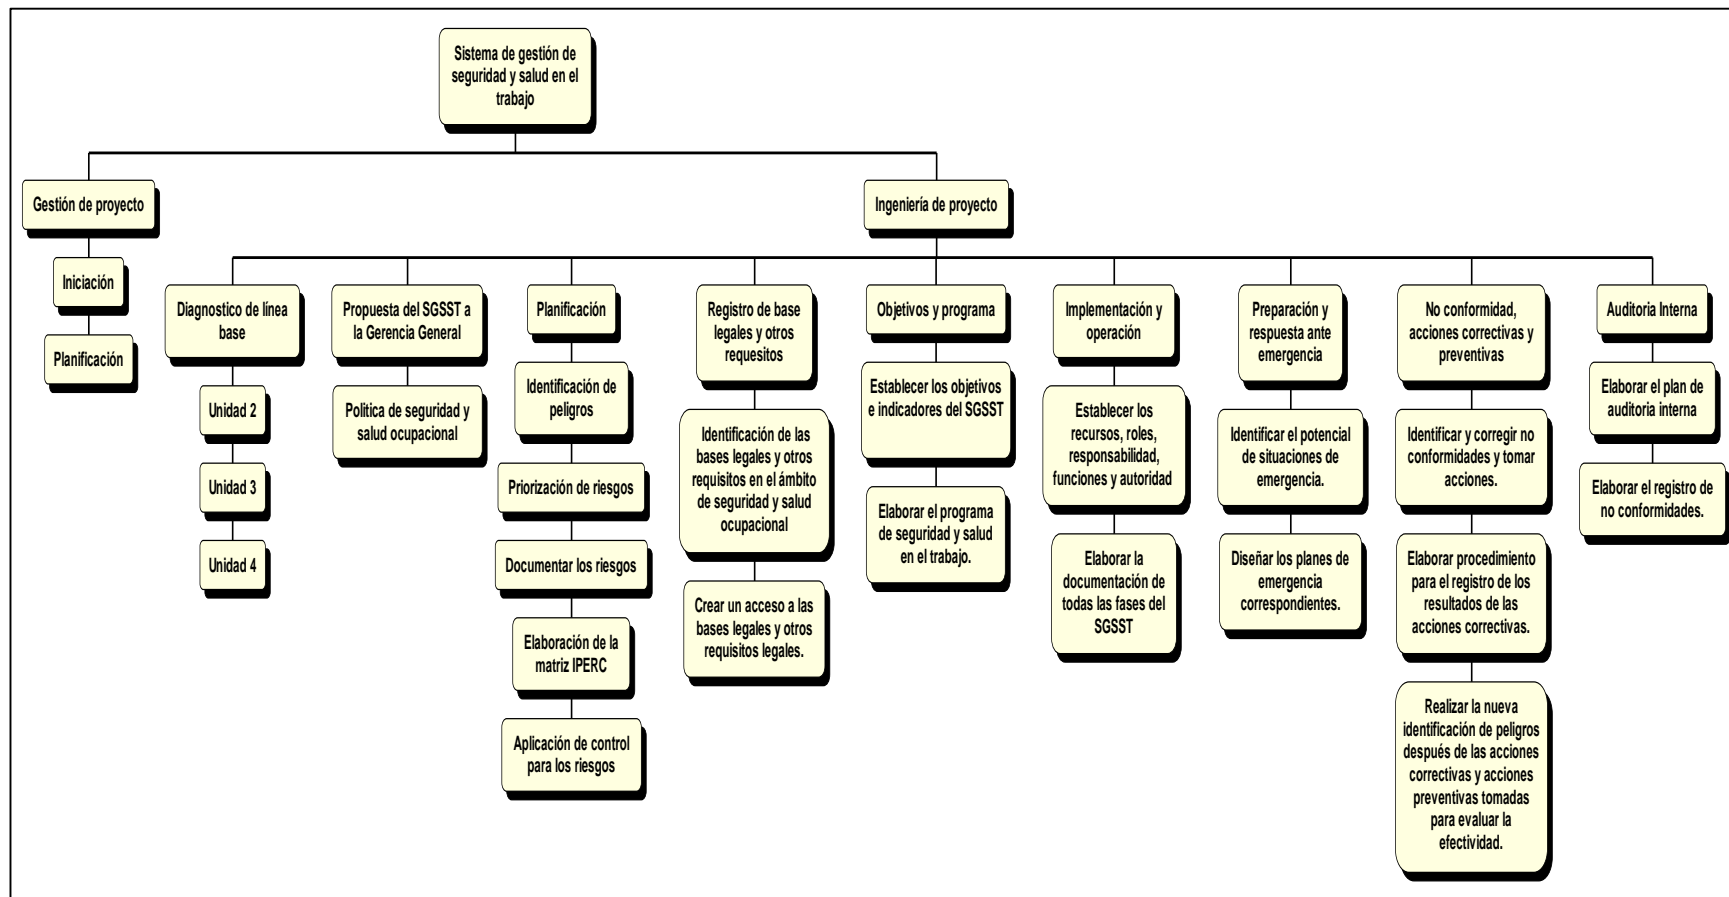 Sistema de gestión de
seguridad y salud en el
trabajo
Gestión de proyecto
Iniciación
Planificación
Ingeniería de proyecto
Diagnostico de línea
base
Unidad 2
Unidad 3
Unidad 4
Propuesta del SGSST a
la Gerencia General
Politica de seguridad y
salud ocupacional
Planificación
Identificación de
peligros
Priorización de riesgos
Documentar los riesgos
Elaboración de la
matriz IPERC
Aplicación de control
para los riesgos
Registro de base
legales y otros
requesitos
Identificación de las
bases legales y otros
requisitos en el ámbito
de seguridad y salud
ocupacional
Crear un acceso a las
bases legales y otros
requisitos legales.
Objetivos y programa
Establecer los objetivos
e indicadores del SGSST
Elaborar el programa
de seguridad y salud
en el trabajo.
Implementación y
operación
Establecer los
recursos, roles,
responsabilidad,
funciones y autoridad
Elaborar la
documentación de
todas las fases del
SGSST
Preparación y
respuesta ante
emergencia
Identificar el potencial
de situaciones de
emergencia.
Diseñar los planes de
emergencia
correspondientes.
No conformidad,
acciones correctivas y
preventivas
Identificar y corregir no
conformidades y tomar
acciones.
Elaborar procedimiento
para el registro de los
resultados de las
acciones correctivas.
Realizar la nueva
identificación de peligros
después de las acciones
correctivas y acciones
preventivas tomadas
para evaluar la
efectividad.
Auditoria Interna
Elaborar el plan de
auditoria interna
Elaborar el registro de
no conformidades.